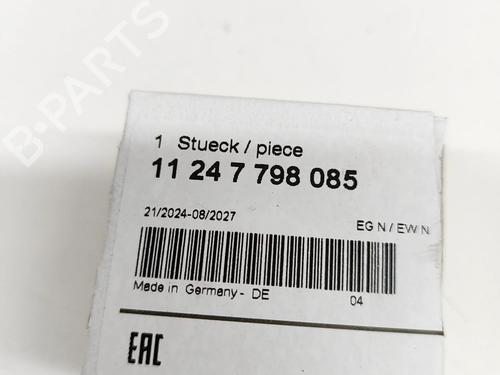 B-PARTS
1 Stueck / piece
11 24 7 798 085
21/2024-08/2027
EG N / EW N
Made in Germany - DE
04
EAC